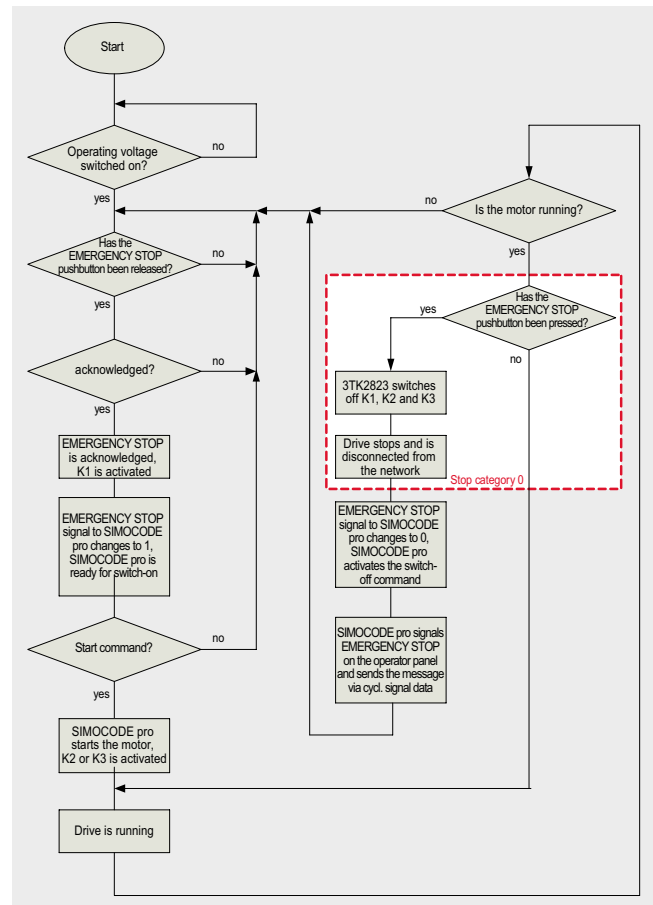 Start
Operating voltage
switched on?
no
yes
Has the
EMERGENCY STOP
pushbutton been released?
no
yes
acknowledged?
no
yes
EMERGENCY STOP
is acknowledged,
K1 is activated
EMERGENCY STOP
signal to SIMOCODE
pro changes to 1,
SIMOCODE pro is
ready for switch-on
Start command?
no
yes
SIMOCODE pro
starts the motor,
K2 or K3 is activated
Drive is running
Is the motor running?
no
yes
Has the
EMERGENCY STOP
pushbutton been pressed?
yes
no
3TK2823 switches
off K1, K2 and K3
Drive stops and is
disconnected from
the network
Stop category 0
EMERGENCY STOP
signal to SIMOCODE
pro changes to 0,
SIMOCODE pro
activates the switch-
off command
SIMOCODE pro signals
EMERGENCY STOP
on the operator panel
and sends the message
via cycl. signal data